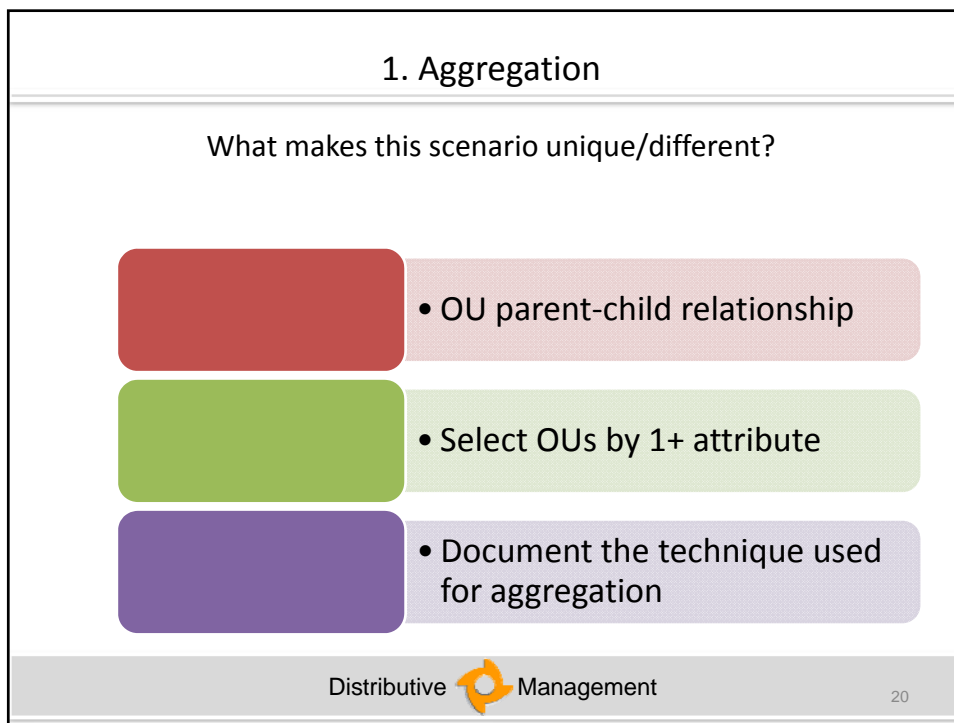 1. Aggregation
What makes this scenario unique/different?
• OU parent-child relationship
• Select OUs by 1+ attribute
• Document the technique used
for aggregation
Distributive Management
20